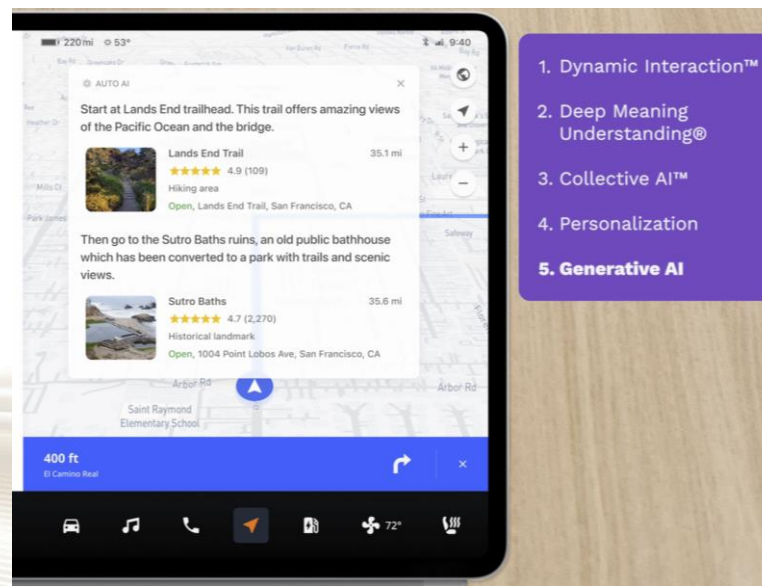 220 mi 53°
9:40
AUTO AI
Start at Lands End trailhead. This trail offers amazing views
of the Pacific Ocean and the bridge.
Lands End Trail 35.1 mi
4.9 (109)
Hiking area
Open, Lands End Trail, San Francisco, CA
Then go to the Sutro Baths ruins, an old public bathhouse
which has been converted to a park with trails and scenic
views.
Sutro Baths 35.6 mi
4.7 (2,270)
Historical landmark
Open, 1004 Point Lobos Ave, San Francisco, CA
Mills Ct
Safeway
Arbor Rd
Arbor Rd
Saint Raymond
Elementary School
400 ft
El Camino Real
72°
1. Dynamic Interaction™
2. Deep Meaning
Understanding®
3. Collective AI™
4. Personalization
5. Generative AI